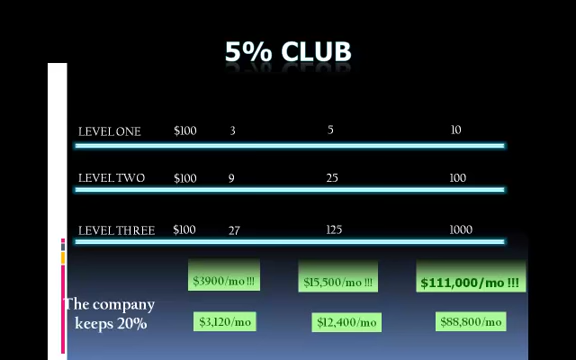 5% CLUB
LEVEL ONE $100 3 5 10
LEVEL TWO $100 9 25 100
LEVEL THREE $100 27 125 1000
$3900/mo !!! $15,500/mo !!! $111,000/mo !!!
The company
keeps 20%
$3,120/mo $12,400/mo $88,800/mo